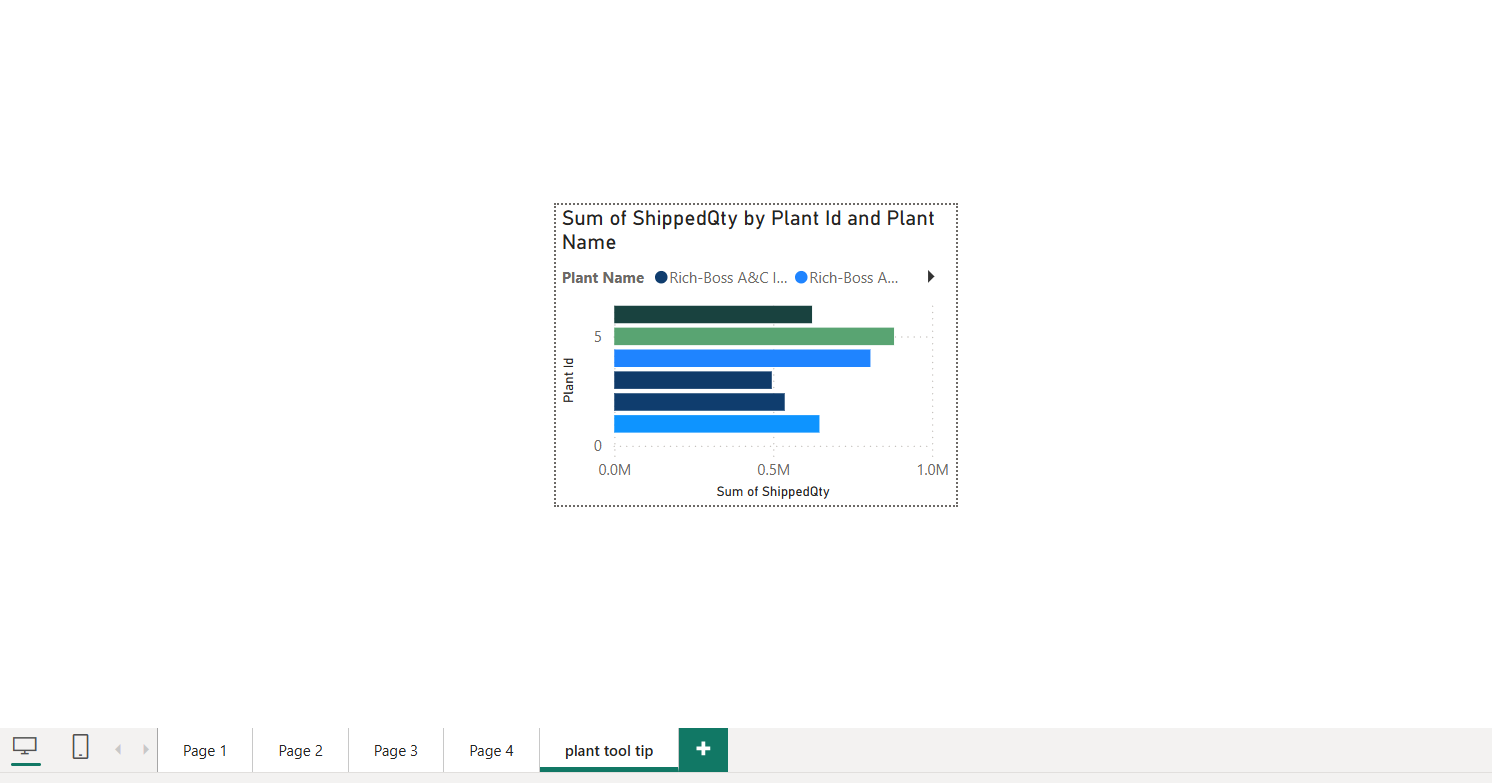 Sum of ShippedQty by Plant Id and Plant
Name
Plant Name Rich-Boss A&C I... Rich-Boss A...
5
Plant Id
0
0.0M 0.5M 1.0M
Sum of ShippedQty
Page 1 Page 2 Page 3 Page 4 plant tool tip +